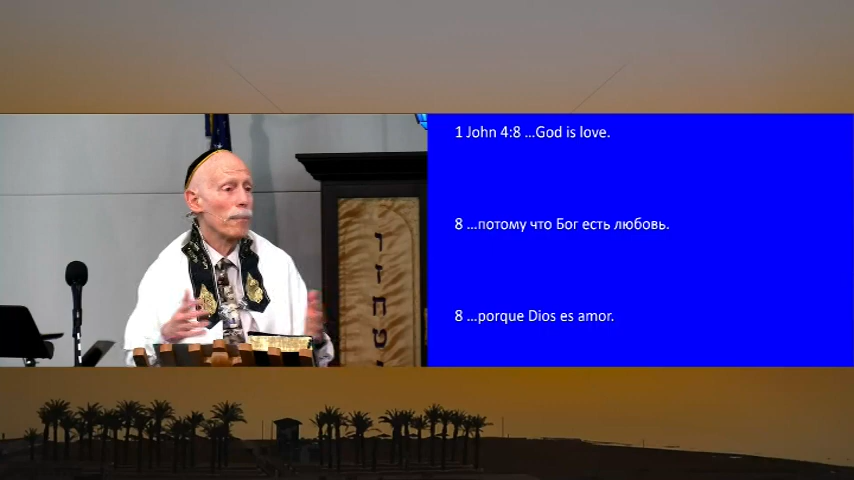 1 John 4:8 ...God is love.
8 ...потому что Бог есть любовь.
8 ...porque Dios es amor.
ו
ז
ח
ט